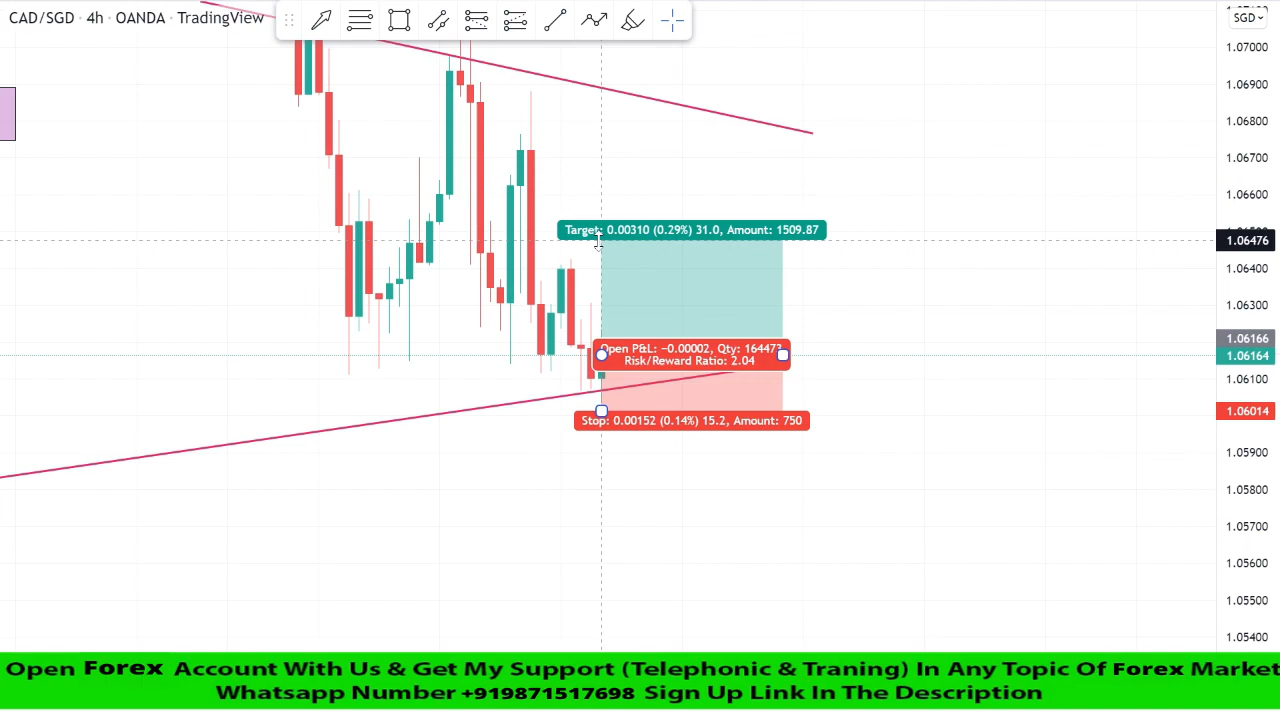 CAD/SGD · 4h · OANDA · TradingView
SGD
1.07000
1.06900
1.06800
1.06700
1.06600
Target: 0.00310 (0.29%) 31.0, Amount: 1509.87
1.06476
1.06400
1.06300
1.06166
Open P&L: −0.00002, Qty: 164473
1.06164
Risk/Reward Ratio: 2.04
1.06100
1.06014
Stop: 0.00152 (0.14%) 15.2, Amount: 750
1.05900
1.05800
1.05700
1.05600
1.05500
1.05400
Open Forex Account With Us & Get My Support (Telephonic & Traning) In Any Topic Of Forex Market
Whatsapp Number +919871517698 Sign Up Link In The Description